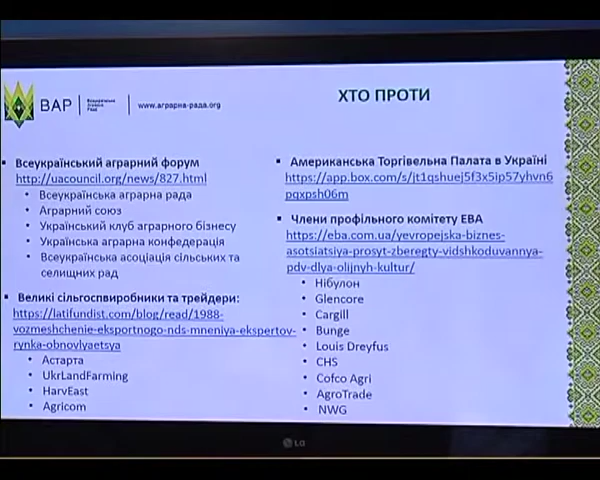 ВАР
Всеукраїнська
Аграрна
Рада
www.аграрна-рада.org
ХТО ПРОТИ
Всеукраїнський аграрний форум
http://uacouncil.org/news/827.html
Всеукраїнська аграрна рада
Аграрний союз
Український клуб аграрного бізнесу
Українська аграрна конфедерація
Всеукраїнська асоціація сільських та
селищних рад
Великі сільгоспвиробники та трейдери:
https://latifundist.com/blog/read/1988-
vozmeshchenie-eksportnogo-nds-mneniya-ekspertov-
rynka-obnovlyaetsya
Астарта
UkrLandFarming
HarvEast
Agricom
Американська Торгівельна Палата в Україні
https://app.box.com/s/jt1qshuej5f3x5ip57yhvn6
pqxpsh06m
Члени профільного комітету ЕВА
https://eba.com.ua/yevropejska-biznes-
asotsiatsiya-prosyt-zberegty-vidshkoduvannya-
pdv-dlya-olijnyh-kultur/
Нібулон
Glencore
Cargill
Bunge
Louis Dreyfus
CHS
Cofco Agri
AgroTrade
NWG
LG